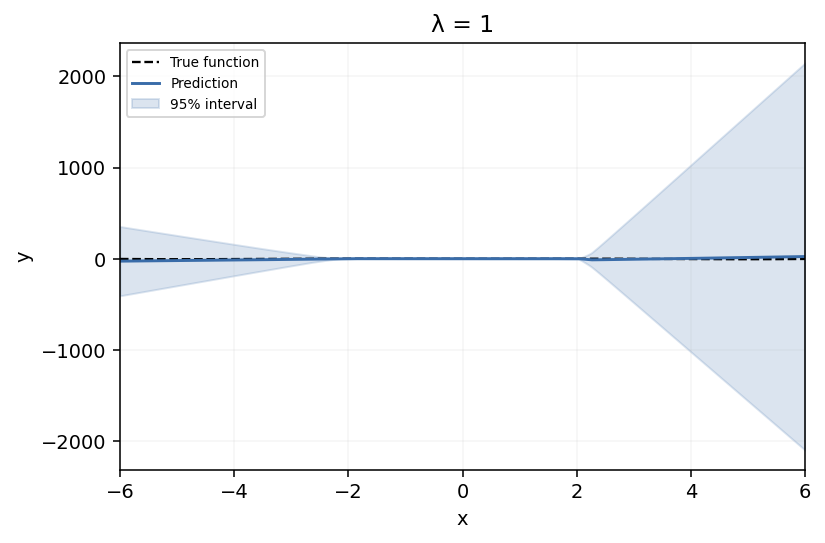 λ = 1
True function
Prediction
95% interval
2000
1000
0
−1000
−2000
y
−6
−4
−2
0
2
4
6
x